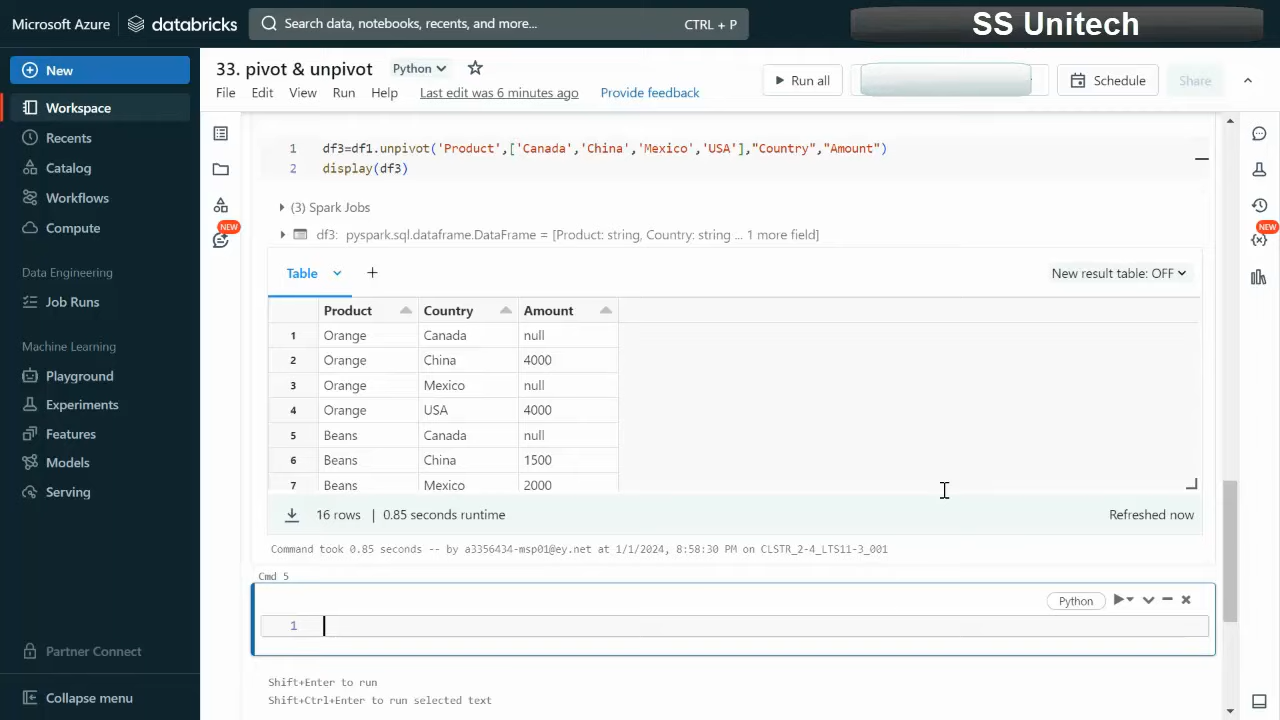 Microsoft Azure databricks Search data, notebooks, recents, and more... CTRL + P SS Unitech
New
Workspace
Recents
Catalog
Workflows
Compute
Data Engineering
Job Runs
Machine Learning
Playground
Experiments
Features
Models
Serving
Partner Connect
Collapse menu
33. pivot & unpivot Python
File Edit View Run Help Last edit was 6 minutes ago Provide feedback
Run all Schedule Share
NEW
1 df3=df1.unpivot('Product',['Canada','China','Mexico','USA'],"Country","Amount")
2 display(df3)
(3) Spark Jobs
df3: pyspark.sql.dataframe.DataFrame = [Product: string, Country: string ... 1 more field]
Table + New result table: OFF
Product Country Amount
1 Orange Canada null
2 Orange China 4000
3 Orange Mexico null
4 Orange USA 4000
5 Beans Canada null
6 Beans China 1500
7 Beans Mexico 2000
16 rows | 0.85 seconds runtime Refreshed now
Command took 0.85 seconds -- by a3356434-msp01@ey.net at 1/1/2024, 8:58:30 PM on CLSTR_2-4_LTS11-3_001
Cmd 5
Python
1
Shift+Enter to run
Shift+Ctrl+Enter to run selected text
NEW
{x}